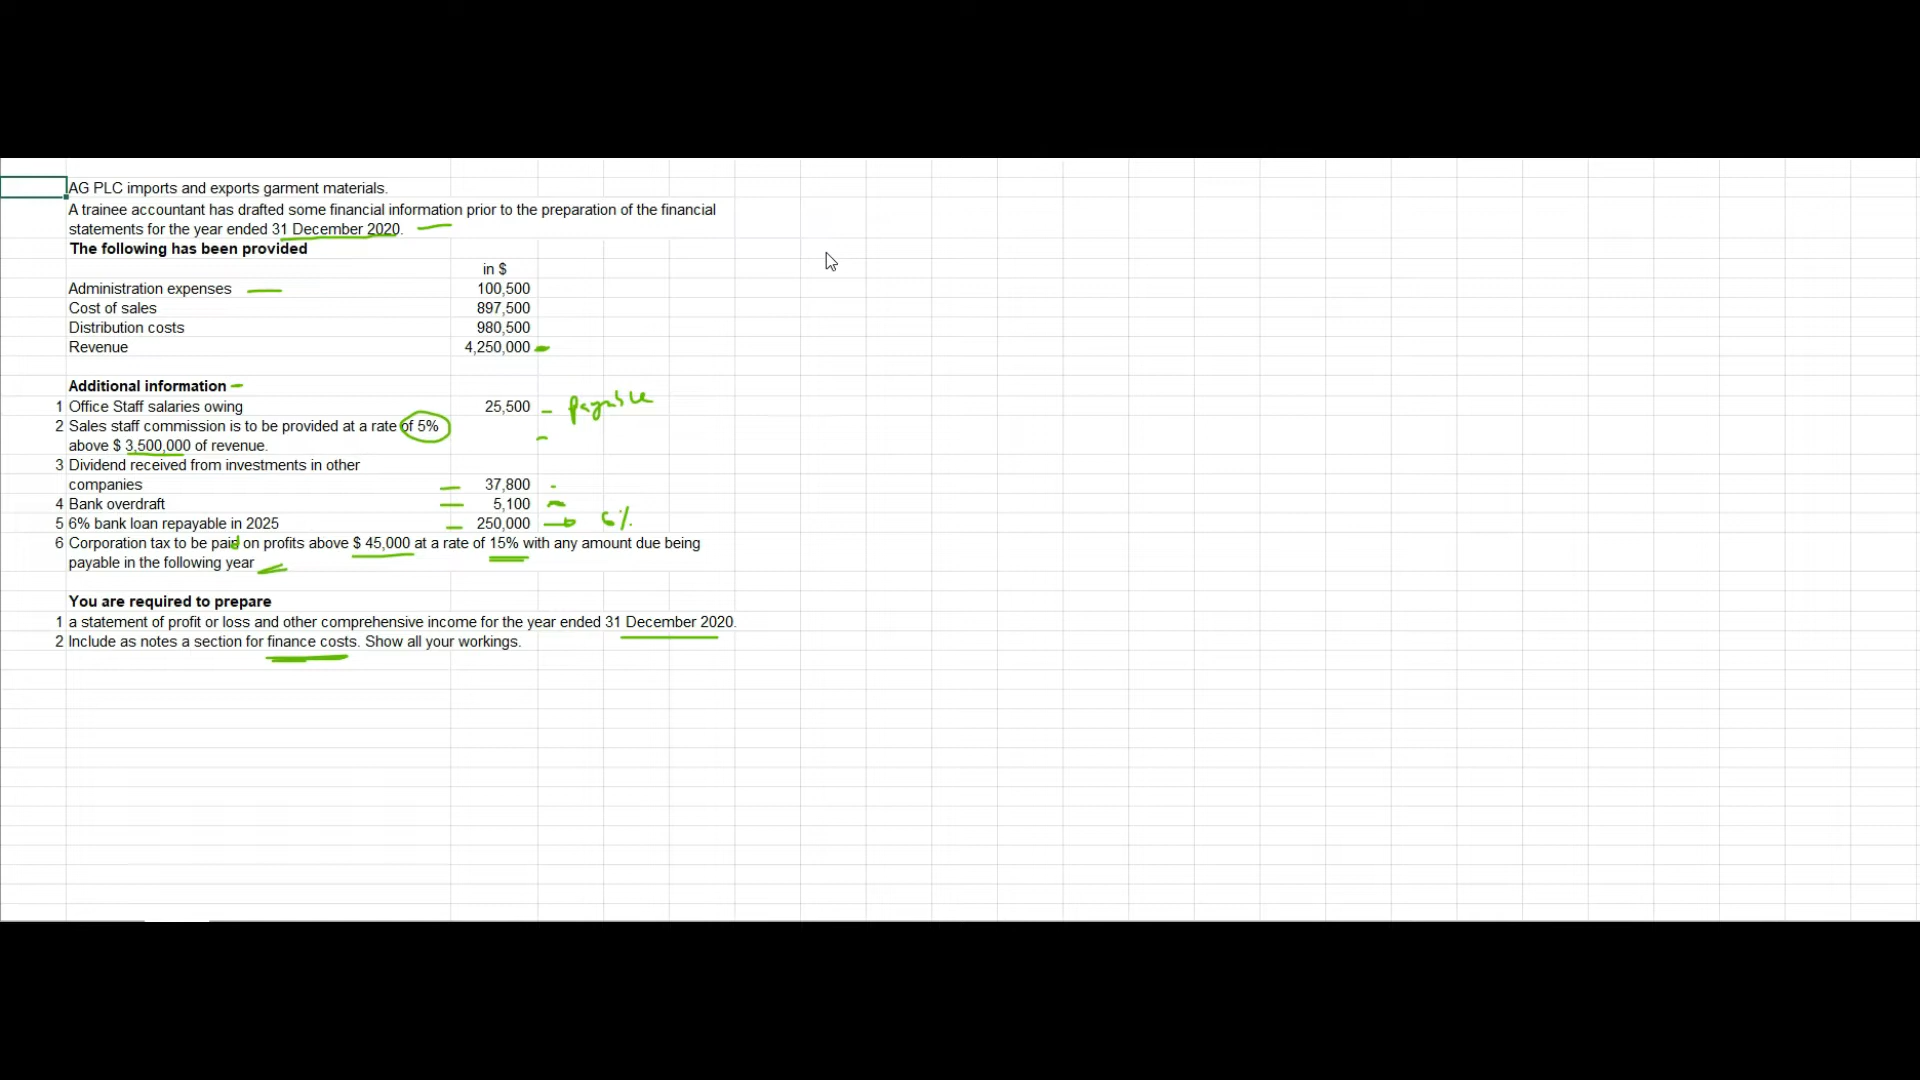 AG PLC imports and exports garment materials.
A trainee accountant has drafted some financial information prior to the preparation of the financial
statements for the year ended 31 December 2020.
The following has been provided
in $
Administration expenses 100,500
Cost of sales 897,500
Distribution costs 980,500
Revenue 4,250,000
Additional information
1 Office Staff salaries owing 25,500 payable
2 Sales staff commission is to be provided at a rate of 5%
above $ 3,500,000 of revenue.
3 Dividend received from investments in other
companies 37,800
4 Bank overdraft 5,100
5 6% bank loan repayable in 2025 250,000 6%
6 Corporation tax to be paid on profits above $ 45,000 at a rate of 15% with any amount due being
payable in the following year
You are required to prepare
1 a statement of profit or loss and other comprehensive income for the year ended 31 December 2020.
2 Include as notes a section for finance costs. Show all your workings.